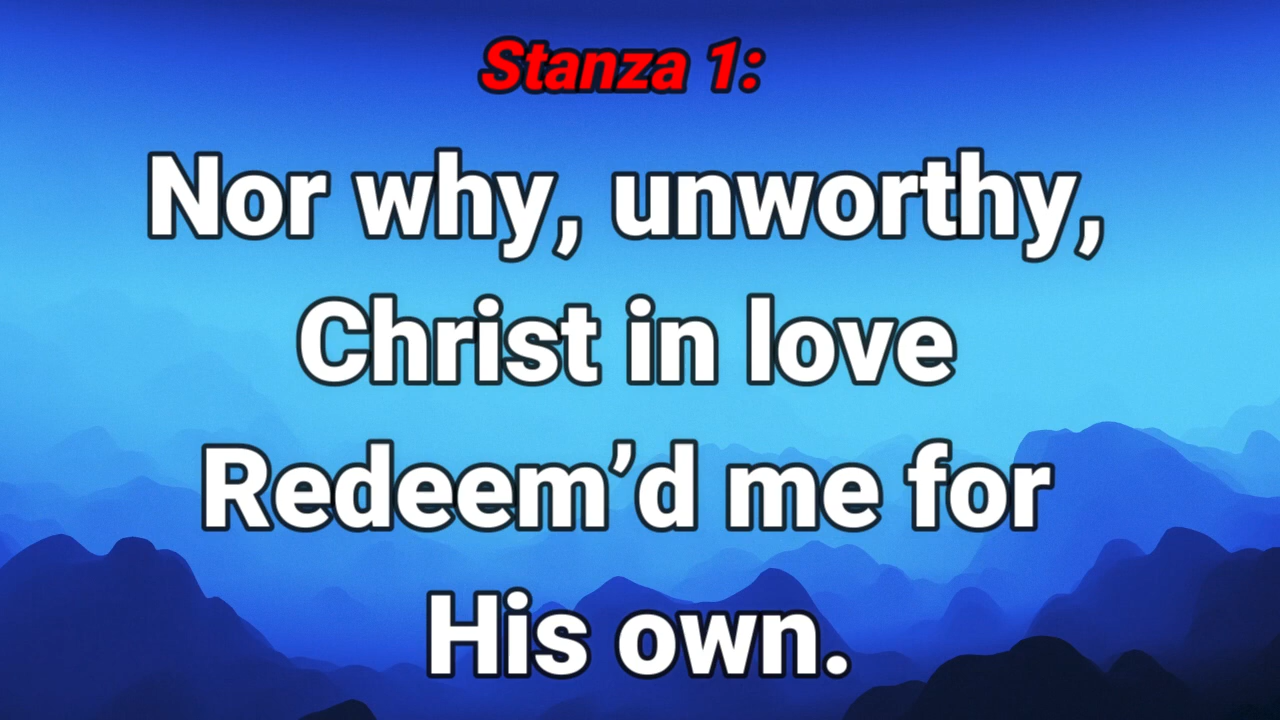 Stanza 1:
Nor why, unworthy,
Christ in love
Redeem’d me for
His own.